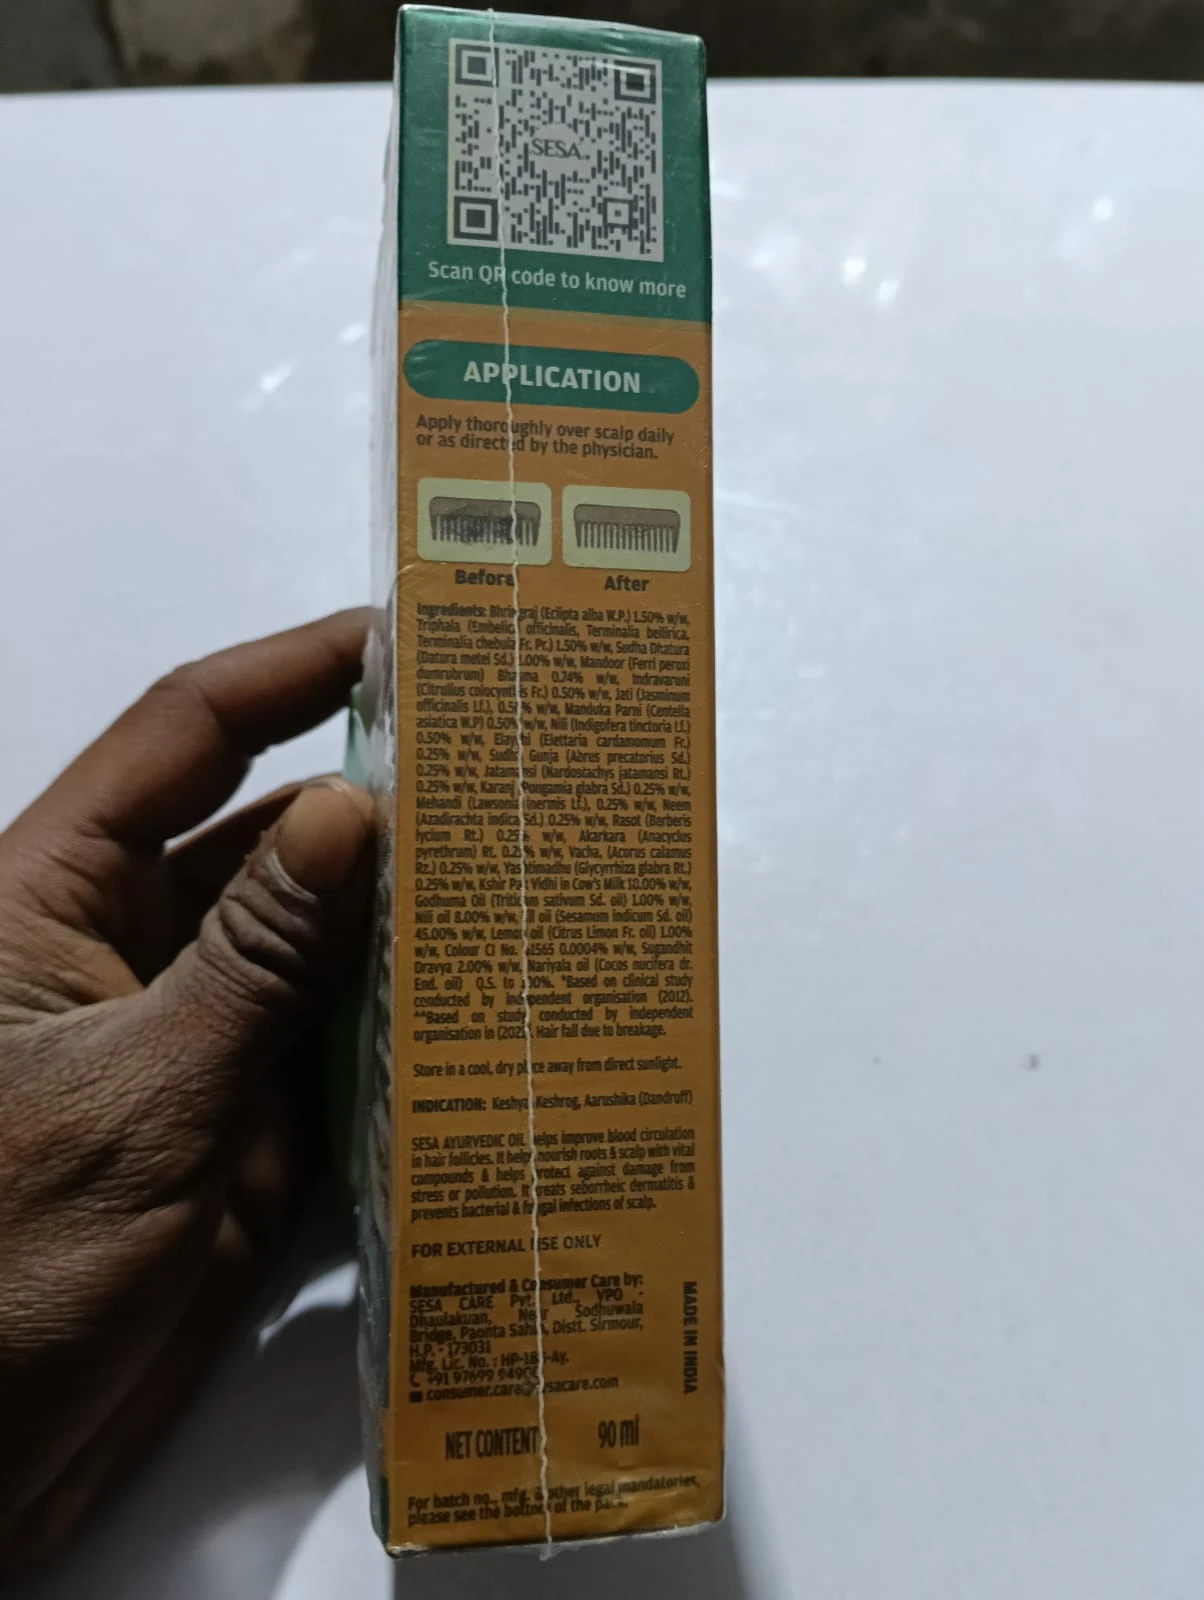 SESA
Scan QR code to know more
APPLICATION
Apply thoroughly over scalp daily
or as directed by the physician.
Before
After
Ingredients: Bhringraj (Eclipta alba W.P.) 1.50% w/w,
Triphala (Embelica officinalis, Terminalia bellirica,
Terminalia chebula Fr. Pr.) 1.50% w/w, Sudha Dhatura
(Datura metel Sd.) 1.00% w/w, Mandoor (Ferri peroxi
dumrubrum) Bhasma 0.74% w/w, Indravaruni
(Citrullus colocynthis Fr.) 0.50% w/w, Jati (Jasminum
officinalis Lf.), 0.50% w/w, Manduka Parni (Centella
asiatica W.P) 0.50% w/w, Nili (Indigofera tinctoria Lf.)
0.50% w/w, Elaychi (Elettaria cardamomum Fr.)
0.25% w/w, Sudha Gunja (Abrus precatorius Sd.)
0.25% w/w, Jatamansi (Nardostachys jatamansi Rt.)
0.25% w/w, Karanj (Pongamia glabra Sd.) 0.25% w/w,
Mehandi (Lawsonia inermis Lf.), 0.25% w/w, Neem
(Azadirachta indica Sd.) 0.25% w/w, Rasot (Berberis
lycium Rt.) 0.25% w/w, Akarkara (Anacyclus
pyrethrum) Rt. 0.25% w/w, Vacha, (Acorus calamus
Rz.) 0.25% w/w, Yashtimadhu (Glycyrrhiza glabra Rt.)
0.25% w/w, Kshir Pak Vidhi in Cow's Milk 10.00% w/w,
Godhuma Oil (Triticum sativum Sd. oil) 1.00% w/w,
Nili oil 8.00% w/w, Til oil (Sesamum indicum Sd. oil)
45.00% w/w, Lemon oil (Citrus Limon Fr. oil) 1.00%
w/w, Colour CI No. 61565 0.0004% w/w, Sugandhit
Dravya 2.00% w/w, Nariyala oil (Cocos nucifera dr.
End. oil) Q.S. to 100%. *Based on clinical study
conducted by independent organisation (2012).
^^Based on study conducted by independent
organisation in Hair fall due to breakage.
Store in a cool, dry place away from direct sunlight.
INDICATION: Keshya, Keshrog, Aarushika (Dandruff)
SESA AYURVEDIC OIL helps improve blood circulation
in hair follicles. It helps nourish roots & scalp with vital
compounds & helps protect against damage from
stress or pollution. It treats seborrheic dermatitis &
prevents bacterial & fungal infections of scalp.
FOR EXTERNAL USE ONLY
Manufactured & Consumer Care by:
SESA CARE Pvt. Ltd., VPO -
Dhaulakuan, Near Sodhuwala
Bridge, Paonta Sahib, Distt. Sirmour,
H.P. - 173031
Mfg. Lic. No. :
+91 97699
consumer.care@sesacare.com
MADE IN INDIA
NET CONTENT: 90 ml
For batch no., mfg. & other legal mandatories,
please see the bottom of the pack.